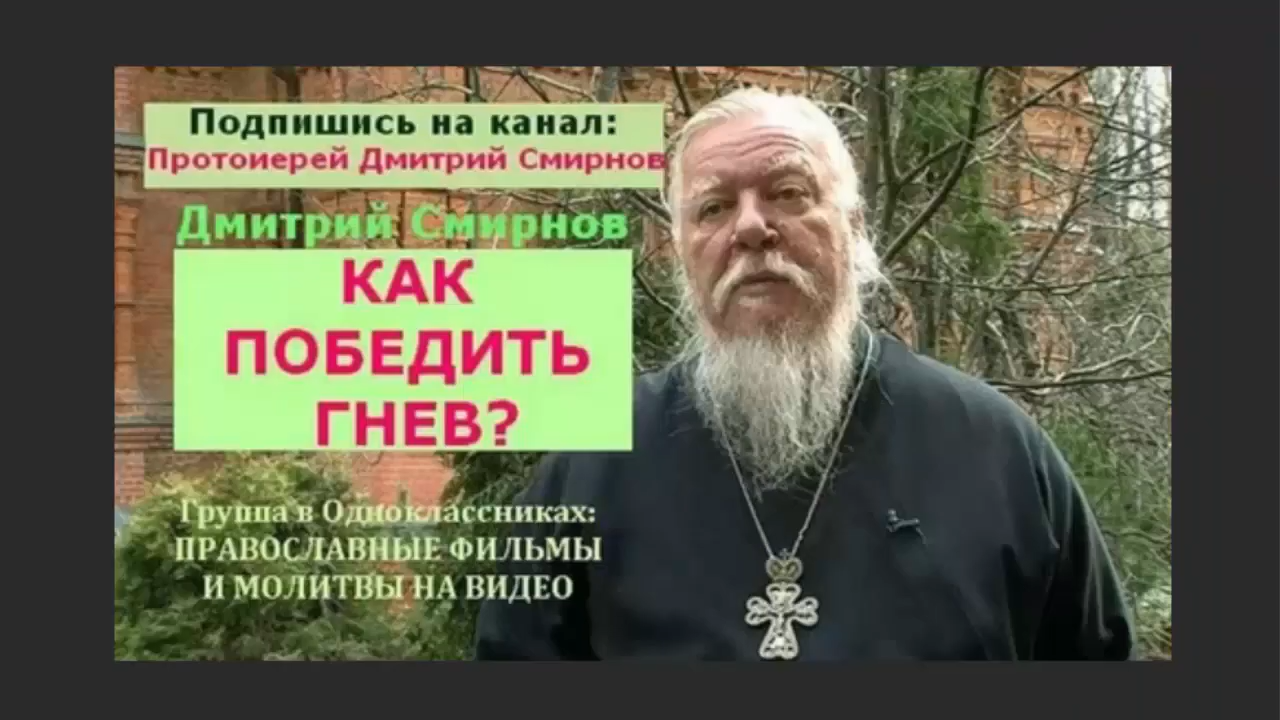 Подпишись на канал:
Протоиерей Дмитрий Смирнов
Дмитрий Смирнов
КАК
ПОБЕДИТЬ
ГНЕВ?
Группа в Одноклассниках:
ПРАВОСЛАВНЫЕ ФИЛЬМЫ
И МОЛИТВЫ НА ВИДЕО